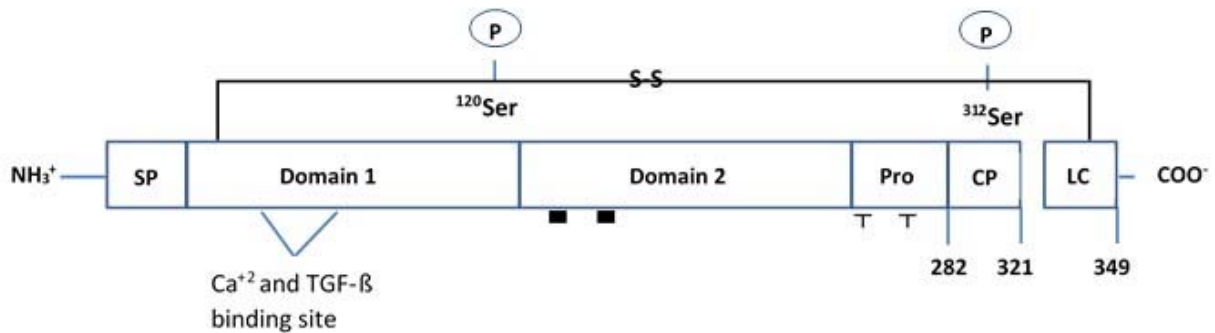 P
P
S-S
¹²⁰Ser
³¹²Ser
NH₃⁺
SP
Domain 1
Domain 2
Pro
CP
LC
COO⁻
282
321
349
Ca⁺² and TGF-ß
binding site